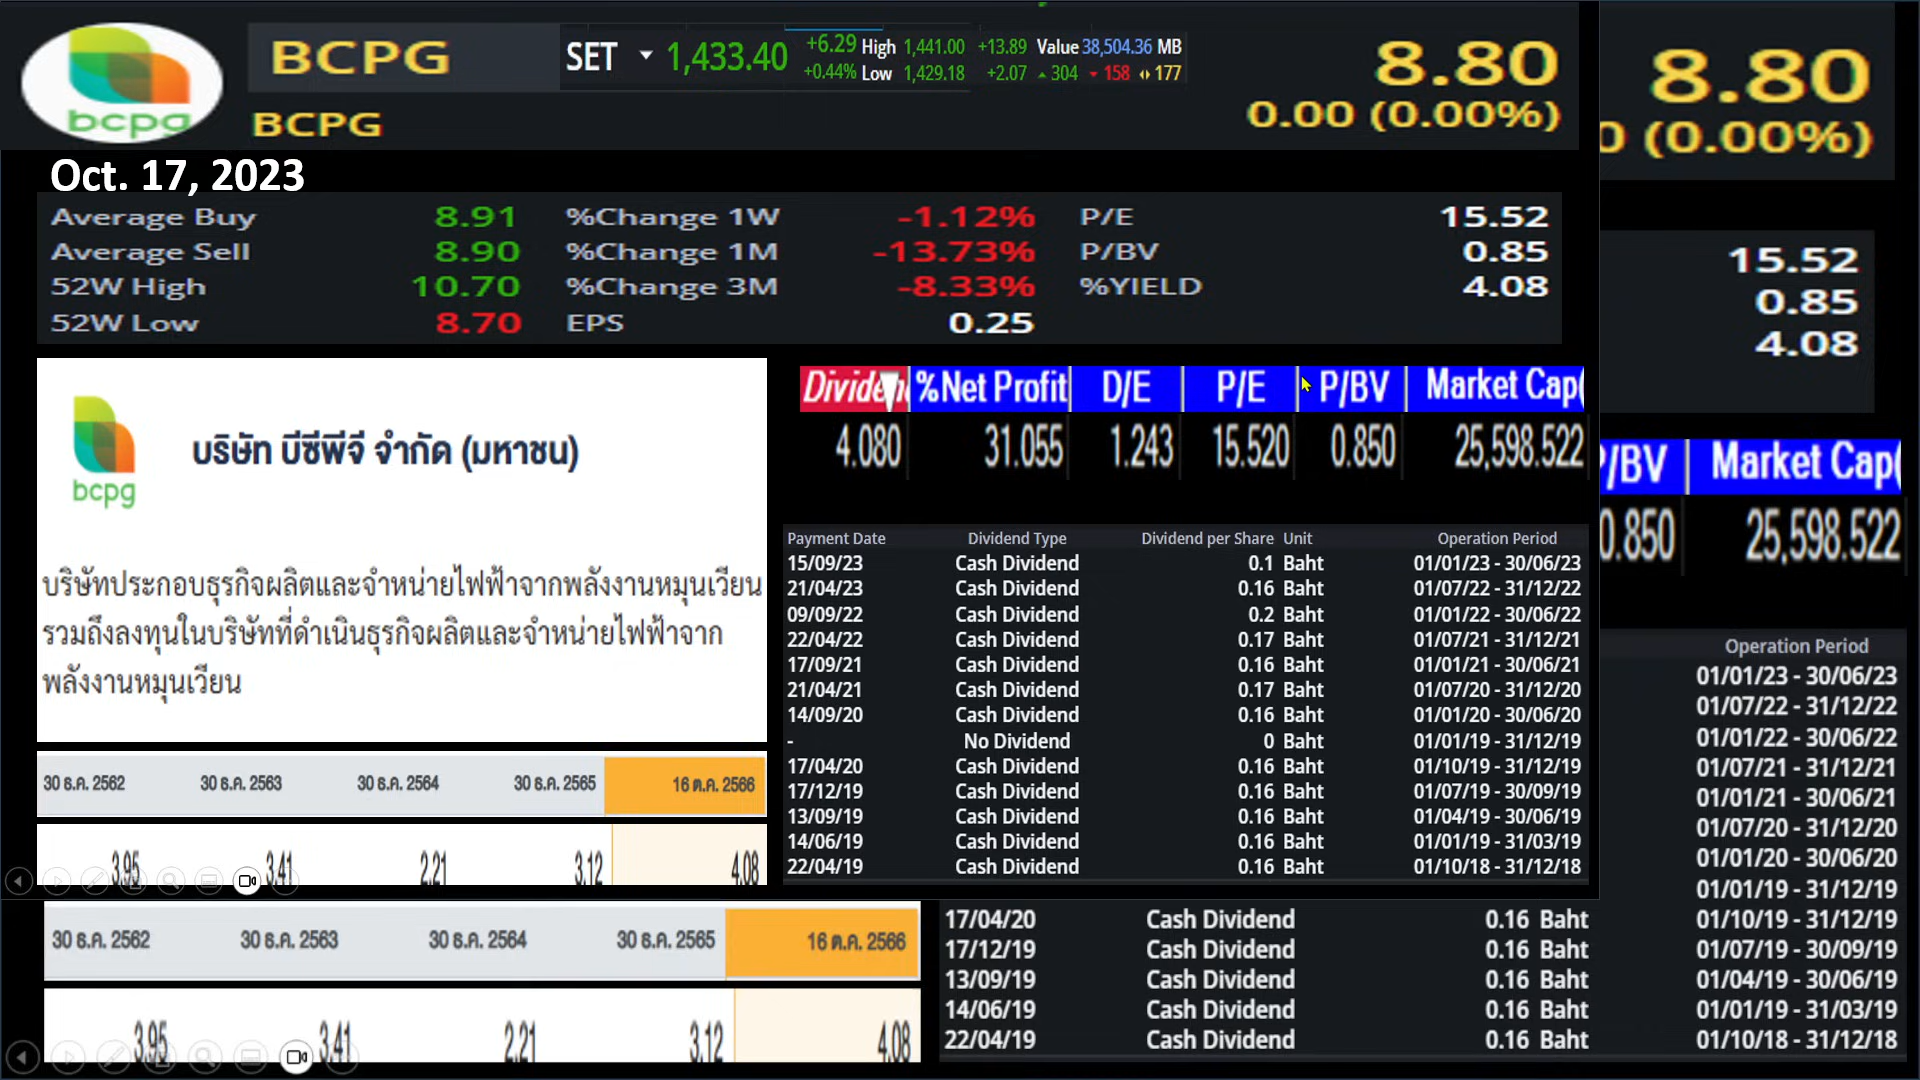 bcpg
BCPG
SET 1,433.40 +6.29 High 1,441.00 +13.89 Value 38,504.36 MB
+0.44% Low 1,429.18 +2.07 304 158 177
8.80
0.00 (0.00%)
BCPG
8.80
0 (0.00%)
Oct. 17, 2023
Average Buy 8.91 %Change 1W -1.12% P/E 15.52
Average Sell 8.90 %Change 1M -13.73% P/BV 0.85
52W High 10.70 %Change 3M -8.33% %YIELD 4.08
52W Low 8.70 EPS 0.25
15.52
0.85
4.08
bcpg
บริษัท บีซีพีจี จำกัด (มหาชน)
บริษัทประกอบธุรกิจผลิตและจำหน่ายไฟฟ้าจากพลังงานหมุนเวียน
รวมถึงลงทุนในบริษัทที่ดำเนินธุรกิจผลิตและจำหน่ายไฟฟ้าจาก
พลังงานหมุนเวียน
%Net Profit D/E P/E P/BV Market Cap(
4.080 31.055 1.243 15.520 0.850 25,598.522
/BV Market Cap(
0.850 25,598.522
Payment Date Dividend Type Dividend per Share Unit Operation Period
15/09/23 Cash Dividend 0.1 Baht 01/01/23 - 30/06/23
21/04/23 Cash Dividend 0.16 Baht 01/07/22 - 31/12/22
09/09/22 Cash Dividend 0.2 Baht 01/01/22 - 30/06/22
22/04/22 Cash Dividend 0.17 Baht 01/07/21 - 31/12/21
17/09/21 Cash Dividend 0.16 Baht 01/01/21 - 30/06/21
21/04/21 Cash Dividend 0.17 Baht 01/07/20 - 31/12/20
14/09/20 Cash Dividend 0.16 Baht 01/01/20 - 30/06/20
- No Dividend 0 Baht 01/01/19 - 31/12/19
17/04/20 Cash Dividend 0.16 Baht 01/10/19 - 31/12/19
17/12/19 Cash Dividend 0.16 Baht 01/07/19 - 30/09/19
13/09/19 Cash Dividend 0.16 Baht 01/04/19 - 30/06/19
14/06/19 Cash Dividend 0.16 Baht 01/01/19 - 31/03/19
22/04/19 Cash Dividend 0.16 Baht 01/10/18 - 31/12/18
30 ธ.ค. 2562 30 ธ.ค. 2563 30 ธ.ค. 2564 30 ธ.ค. 2565 16 ต.ค. 2566
3.95 3.41 2.21 3.12 4.08
Operation Period
01/01/23 - 30/06/23
01/07/22 - 31/12/22
01/01/22 - 30/06/22
01/07/21 - 31/12/21
01/01/21 - 30/06/21
01/07/20 - 31/12/20
01/01/20 - 30/06/20
01/01/19 - 31/12/19
17/04/20 Cash Dividend 0.16 Baht 01/10/19 - 31/12/19
17/12/19 Cash Dividend 0.16 Baht 01/07/19 - 30/09/19
13/09/19 Cash Dividend 0.16 Baht 01/04/19 - 30/06/19
14/06/19 Cash Dividend 0.16 Baht 01/01/19 - 31/03/19
22/04/19 Cash Dividend 0.16 Baht 01/10/18 - 31/12/18
30 ธ.ค. 2562 30 ธ.ค. 2563 30 ธ.ค. 2564 30 ธ.ค. 2565 16 ต.ค. 2566
3.95 3.41 2.21 3.12 4.08